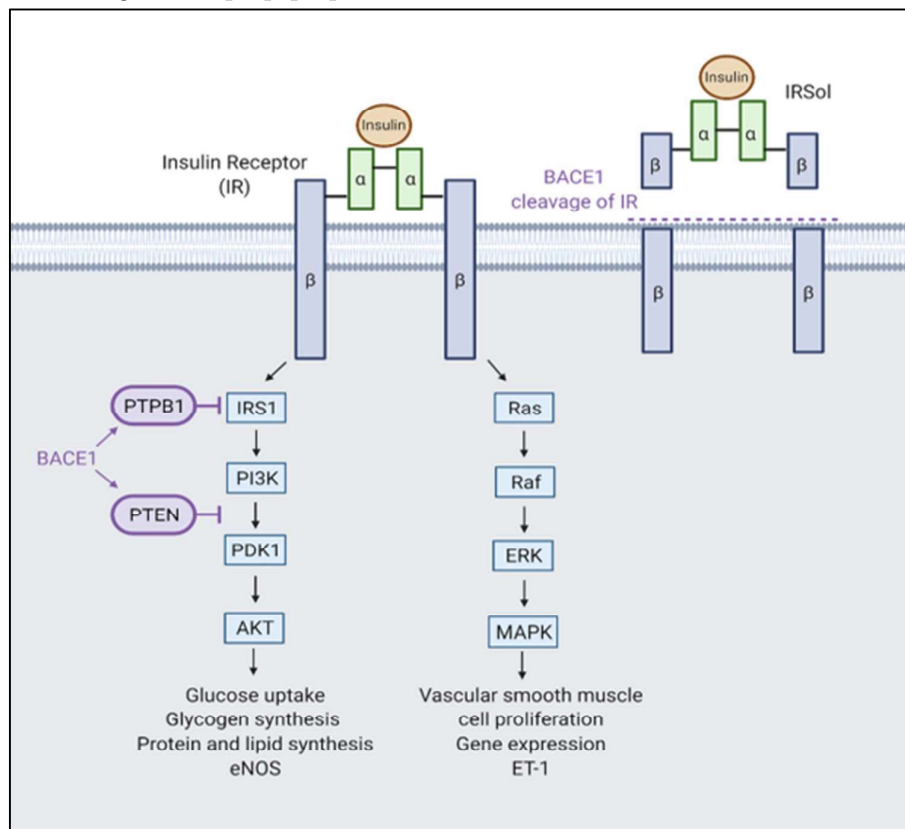 Insulin
Insulin Receptor
(IR)
α
α
β
β
Insulin
IRSol
α
α
β
β
BACE1
cleavage of IR
β
β
PTPB1
IRS1
BACE1
PI3K
PTEN
PDK1
AKT
Glucose uptake
Glycogen synthesis
Protein and lipid synthesis
eNOS
Ras
Raf
ERK
MAPK
Vascular smooth muscle
cell proliferation
Gene expression
ET-1